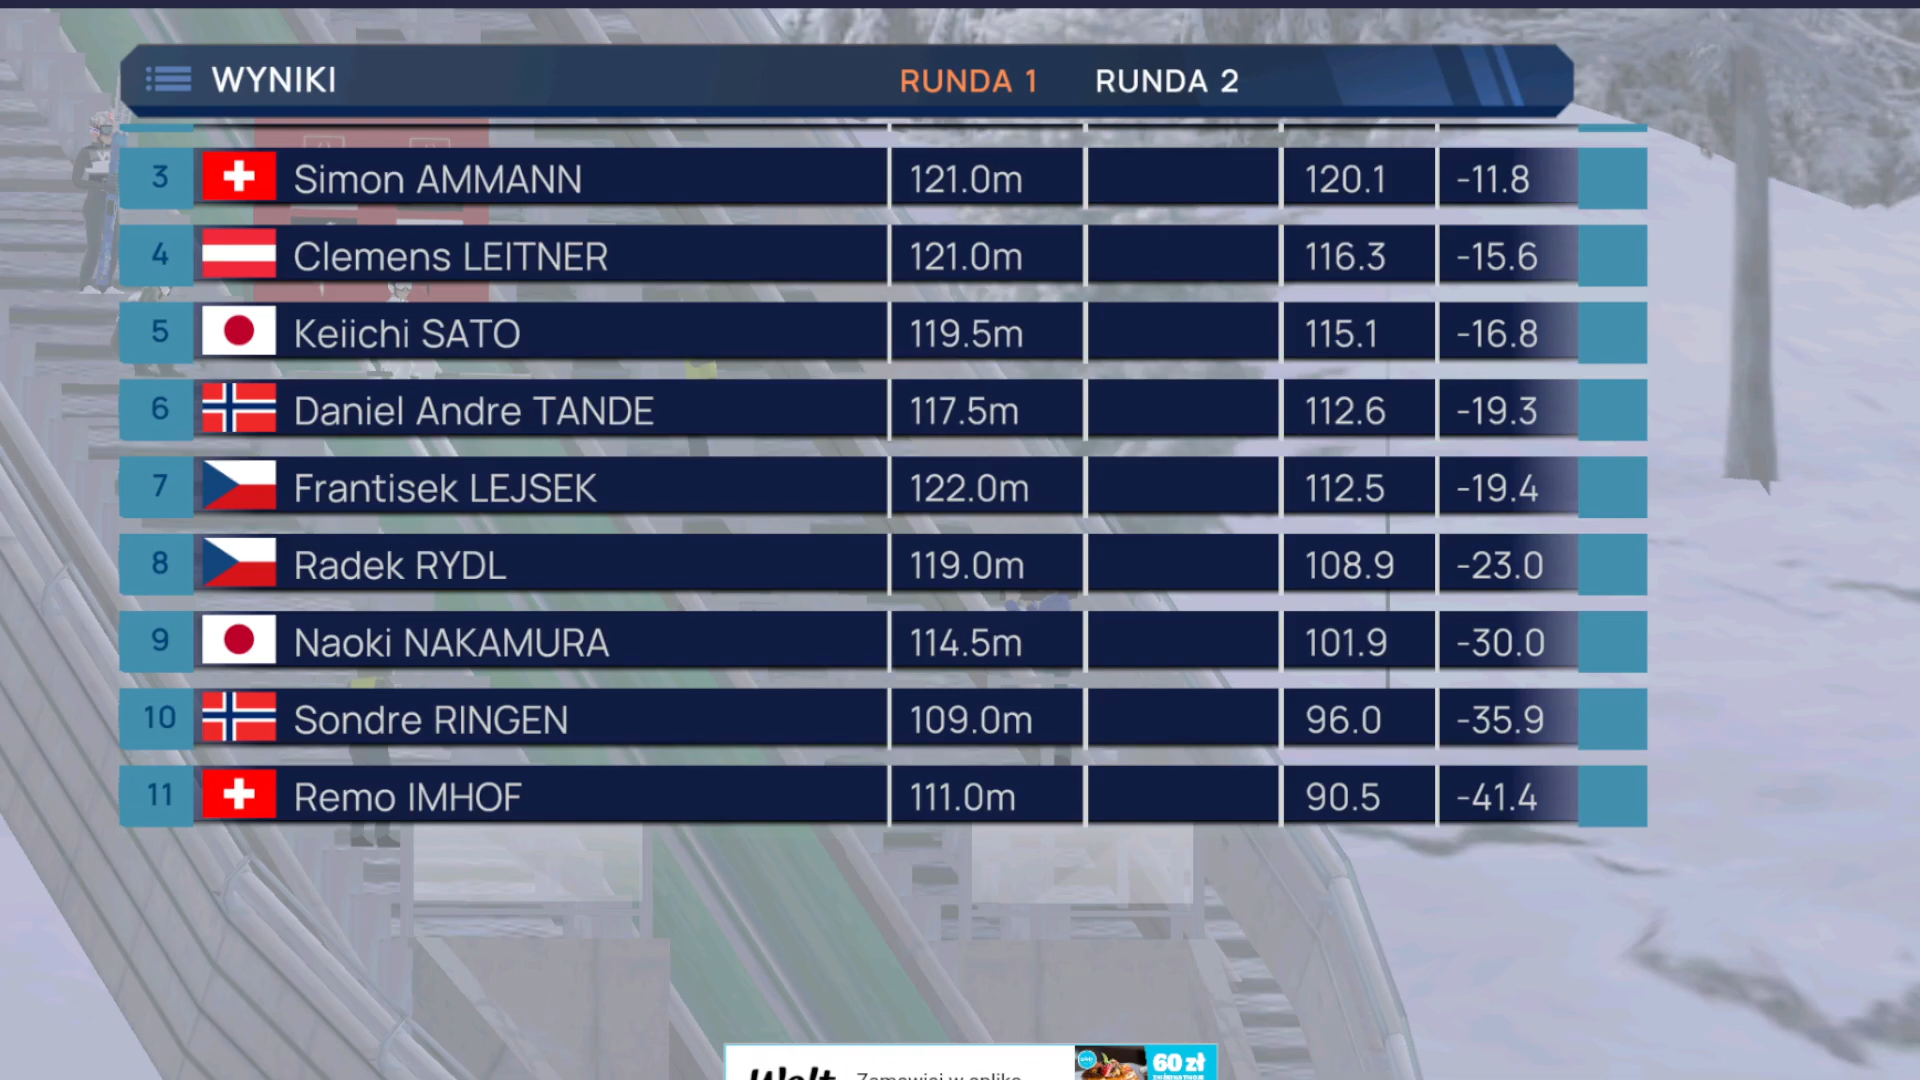 WYNIKI RUNDA 1 RUNDA 2
3 Simon AMMANN 121.0m 120.1 -11.8
4 Clemens LEITNER 121.0m 116.3 -15.6
5 Keiichi SATO 119.5m 115.1 -16.8
6 Daniel Andre TANDE 117.5m 112.6 -19.3
7 Frantisek LEJSEK 122.0m 112.5 -19.4
8 Radek RYDL 119.0m 108.9 -23.0
9 Naoki NAKAMURA 114.5m 101.9 -30.0
10 Sondre RINGEN 109.0m 96.0 -35.9
11 Remo IMHOF 111.0m 90.5 -41.4
Wolt Zamawiaj w aplika
60 zł